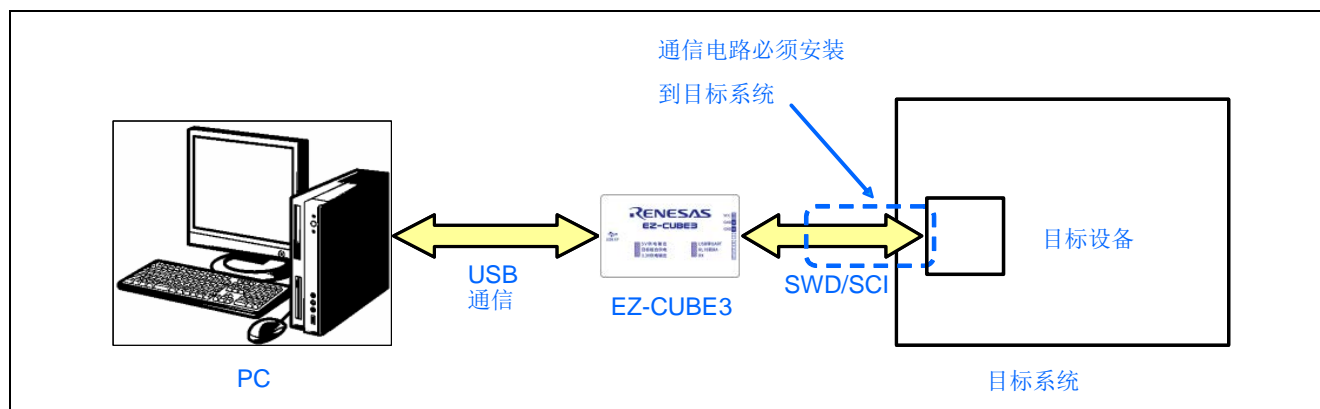 通信电路必须安装
到目标系统
RENESAS
EZ-CUBE3
目标设备
USB
通信
EZ-CUBE3
SWD/SCI
PC
目标系统